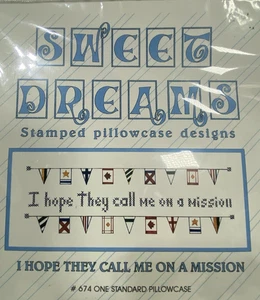 SWEET
DREAMS
Stamped pillowcase designs
I hope They call me on a mission
I HOPE THEY CALL ME ON A MISSION
# 674 ONE STANDARD PILLOWCASE